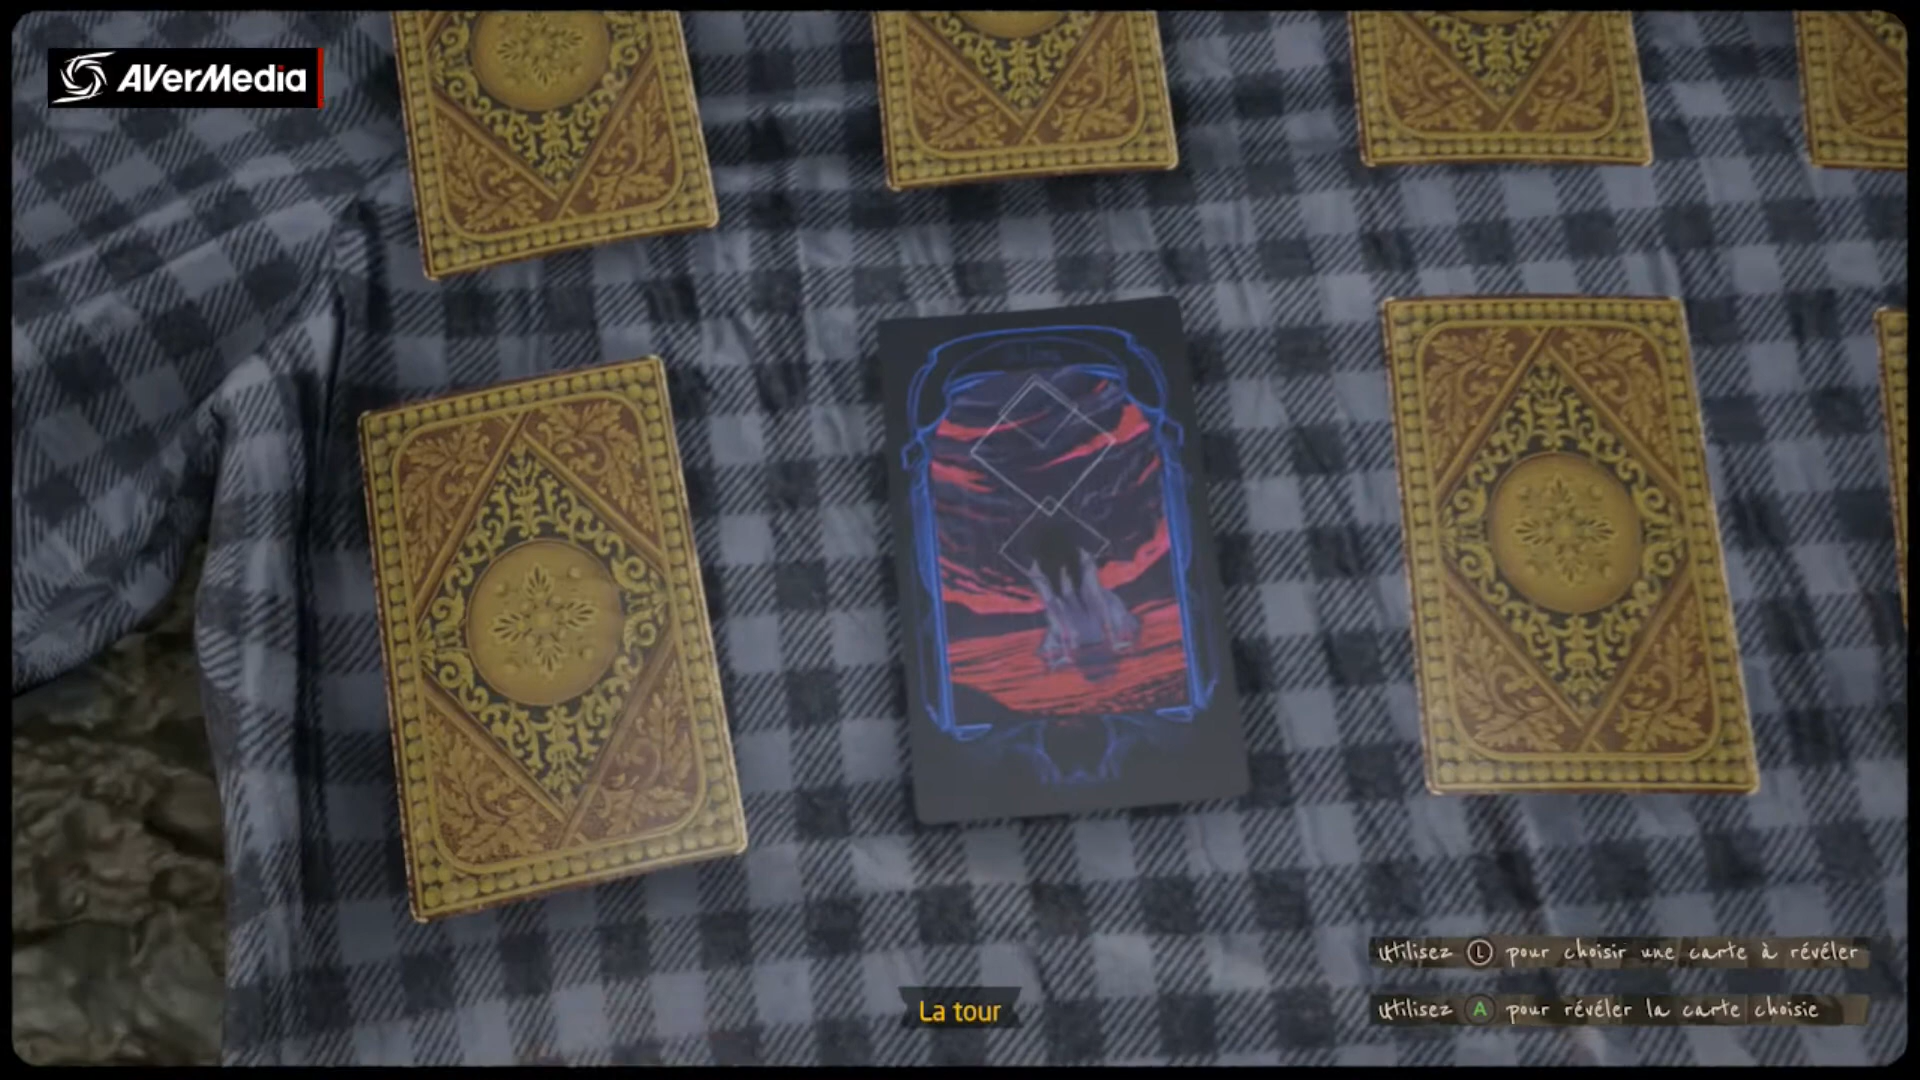 AVerMedia
utilisez L pour choisir une carte à révéler
La tour
utilisez A pour révéler la carte choisie